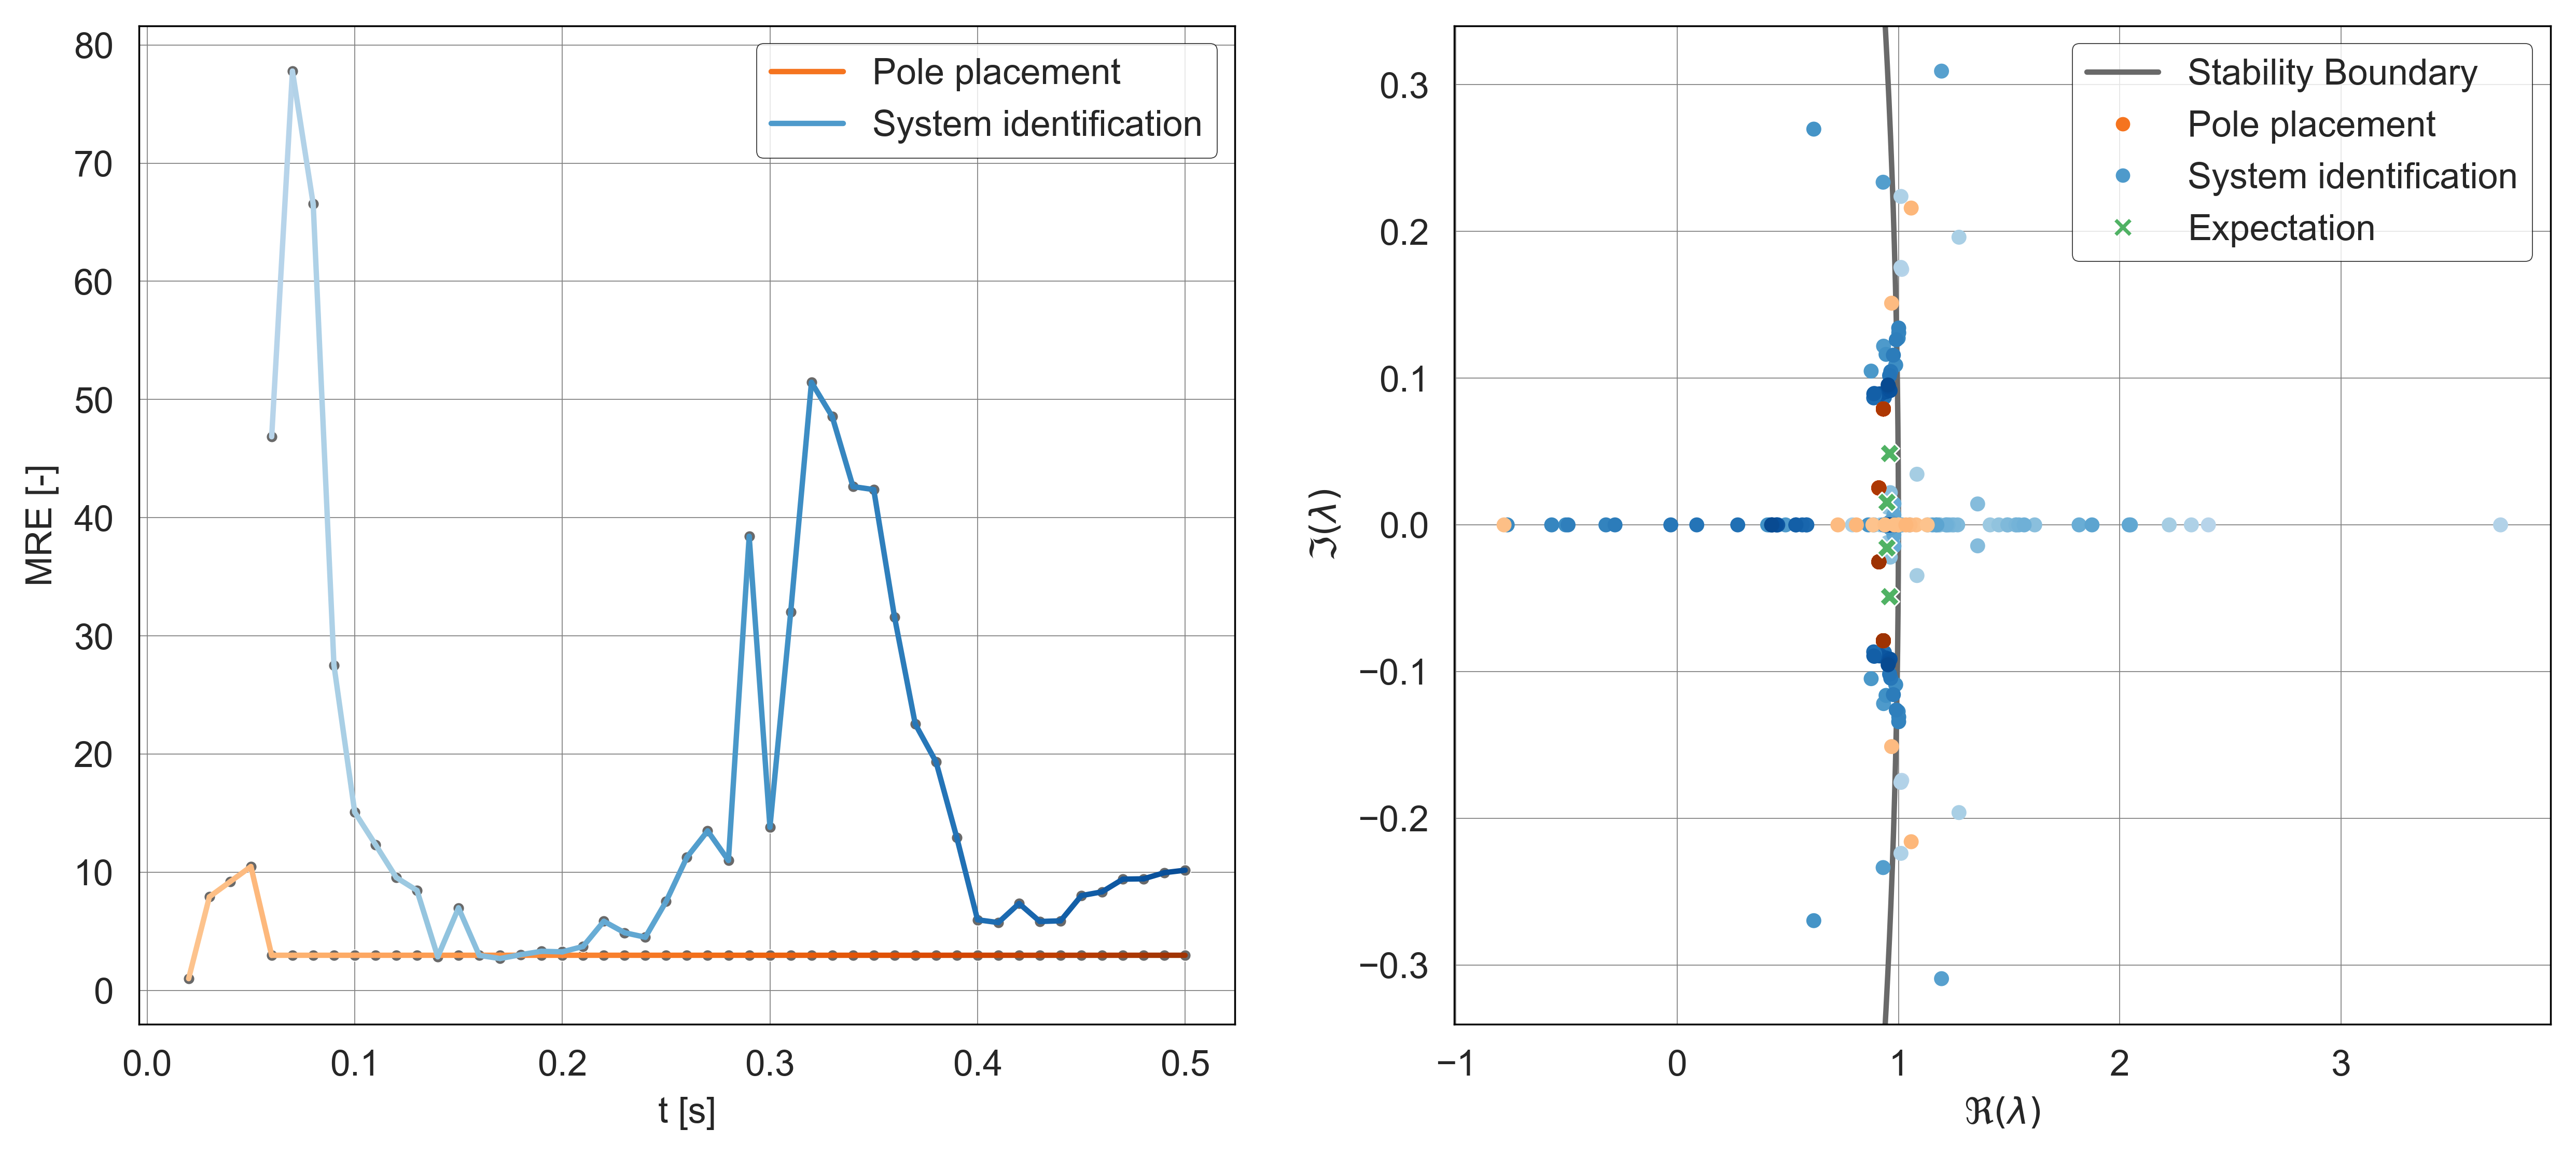 80
70
60
50
40
30
20
10
0
MRE [-]
0.0 0.1 0.2 0.3 0.4 0.5
t [s]
Pole placement
System identification
0.3
0.2
0.1
0.0
−0.1
−0.2
−0.3
ℑ(λ)
−1 0 1 2 3
ℜ(λ)
Stability Boundary
Pole placement
System identification
Expectation